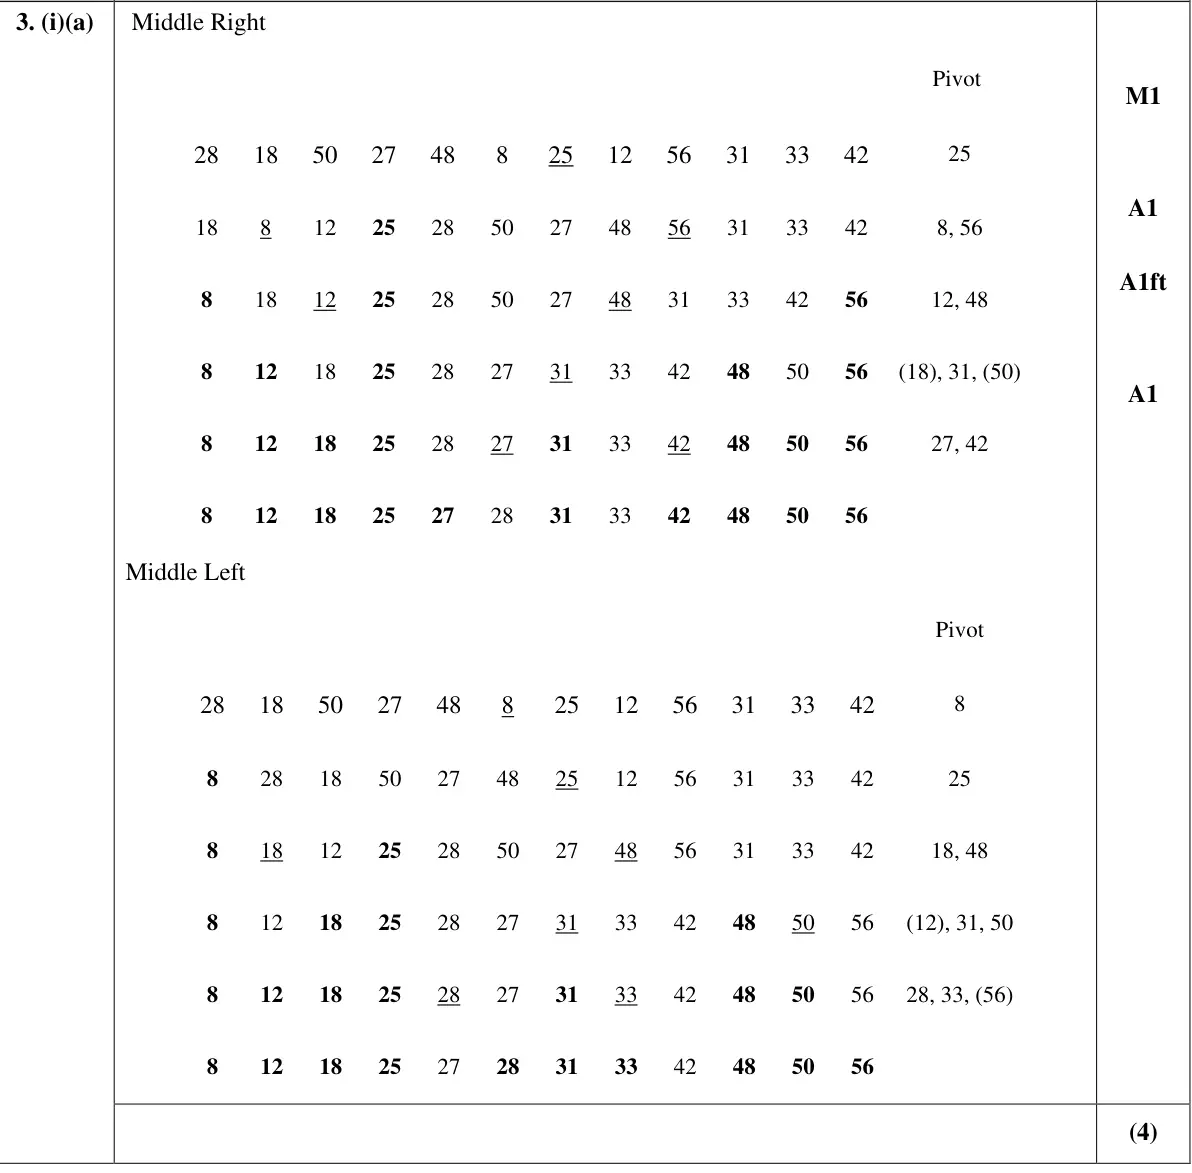 3. (i)(a) Middle Right
Pivot
M1
28 18 50 27 48 8 25 12 56 31 33 42 25
A1
18 8 12 25 28 50 27 48 56 31 33 42 8, 56
A1ft
8 18 12 25 28 50 27 48 31 33 42 56 12, 48
8 12 18 25 28 27 31 33 42 48 50 56 (18), 31, (50)
A1
8 12 18 25 28 27 31 33 42 48 50 56 27, 42
8 12 18 25 27 28 31 33 42 48 50 56
Middle Left
Pivot
28 18 50 27 48 8 25 12 56 31 33 42 8
8 28 18 50 27 48 25 12 56 31 33 42 25
8 18 12 25 28 50 27 48 56 31 33 42 18, 48
8 12 18 25 28 27 31 33 42 48 50 56 (12), 31, 50
8 12 18 25 28 27 31 33 42 48 50 56 28, 33, (56)
8 12 18 25 27 28 31 33 42 48 50 56
(4)